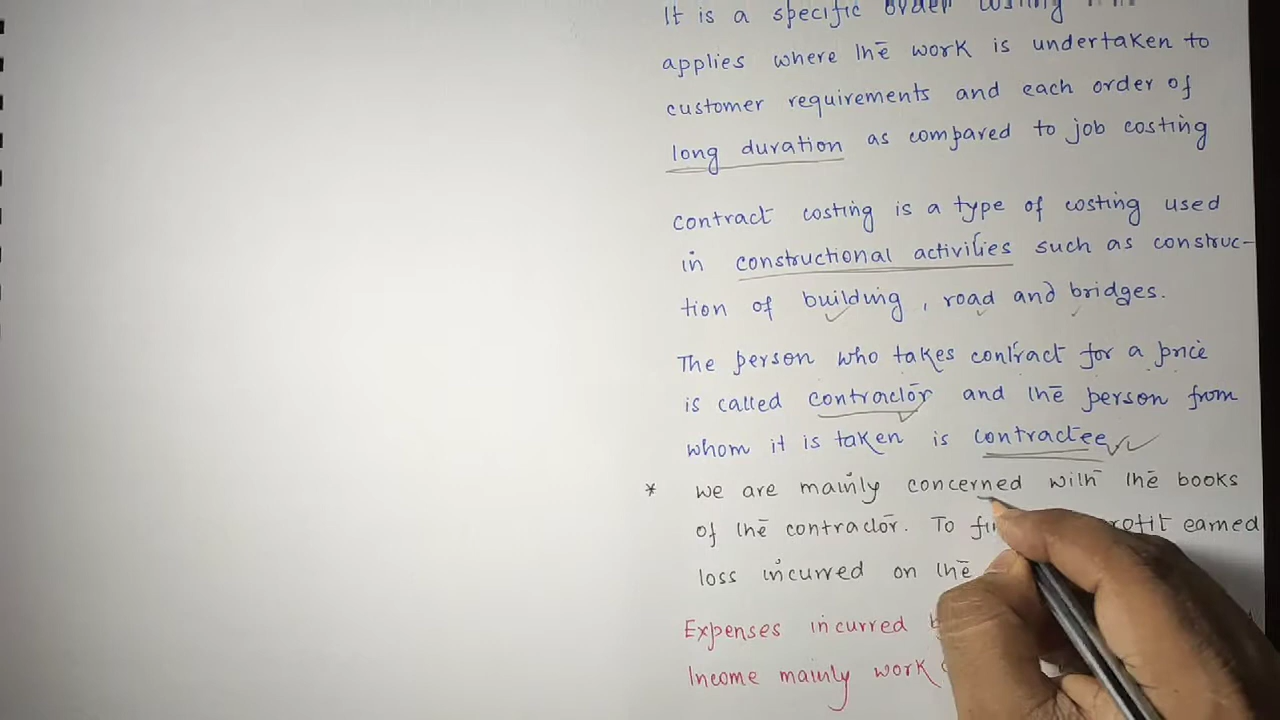 It is a specific order costing
applies where the work is undertaken to
customer requirements and each order of
long duration as compared to job costing
contract costing is a type of costing used
in constructional activities such as construc-
tion of building, road and bridges.
The person who takes contract for a price
is called contractor and the person from
whom it is taken is contractee
* we are mainly concerned with the books
of the contractor. To earned
loss incurred on the
Expenses incurred
Income mainly work